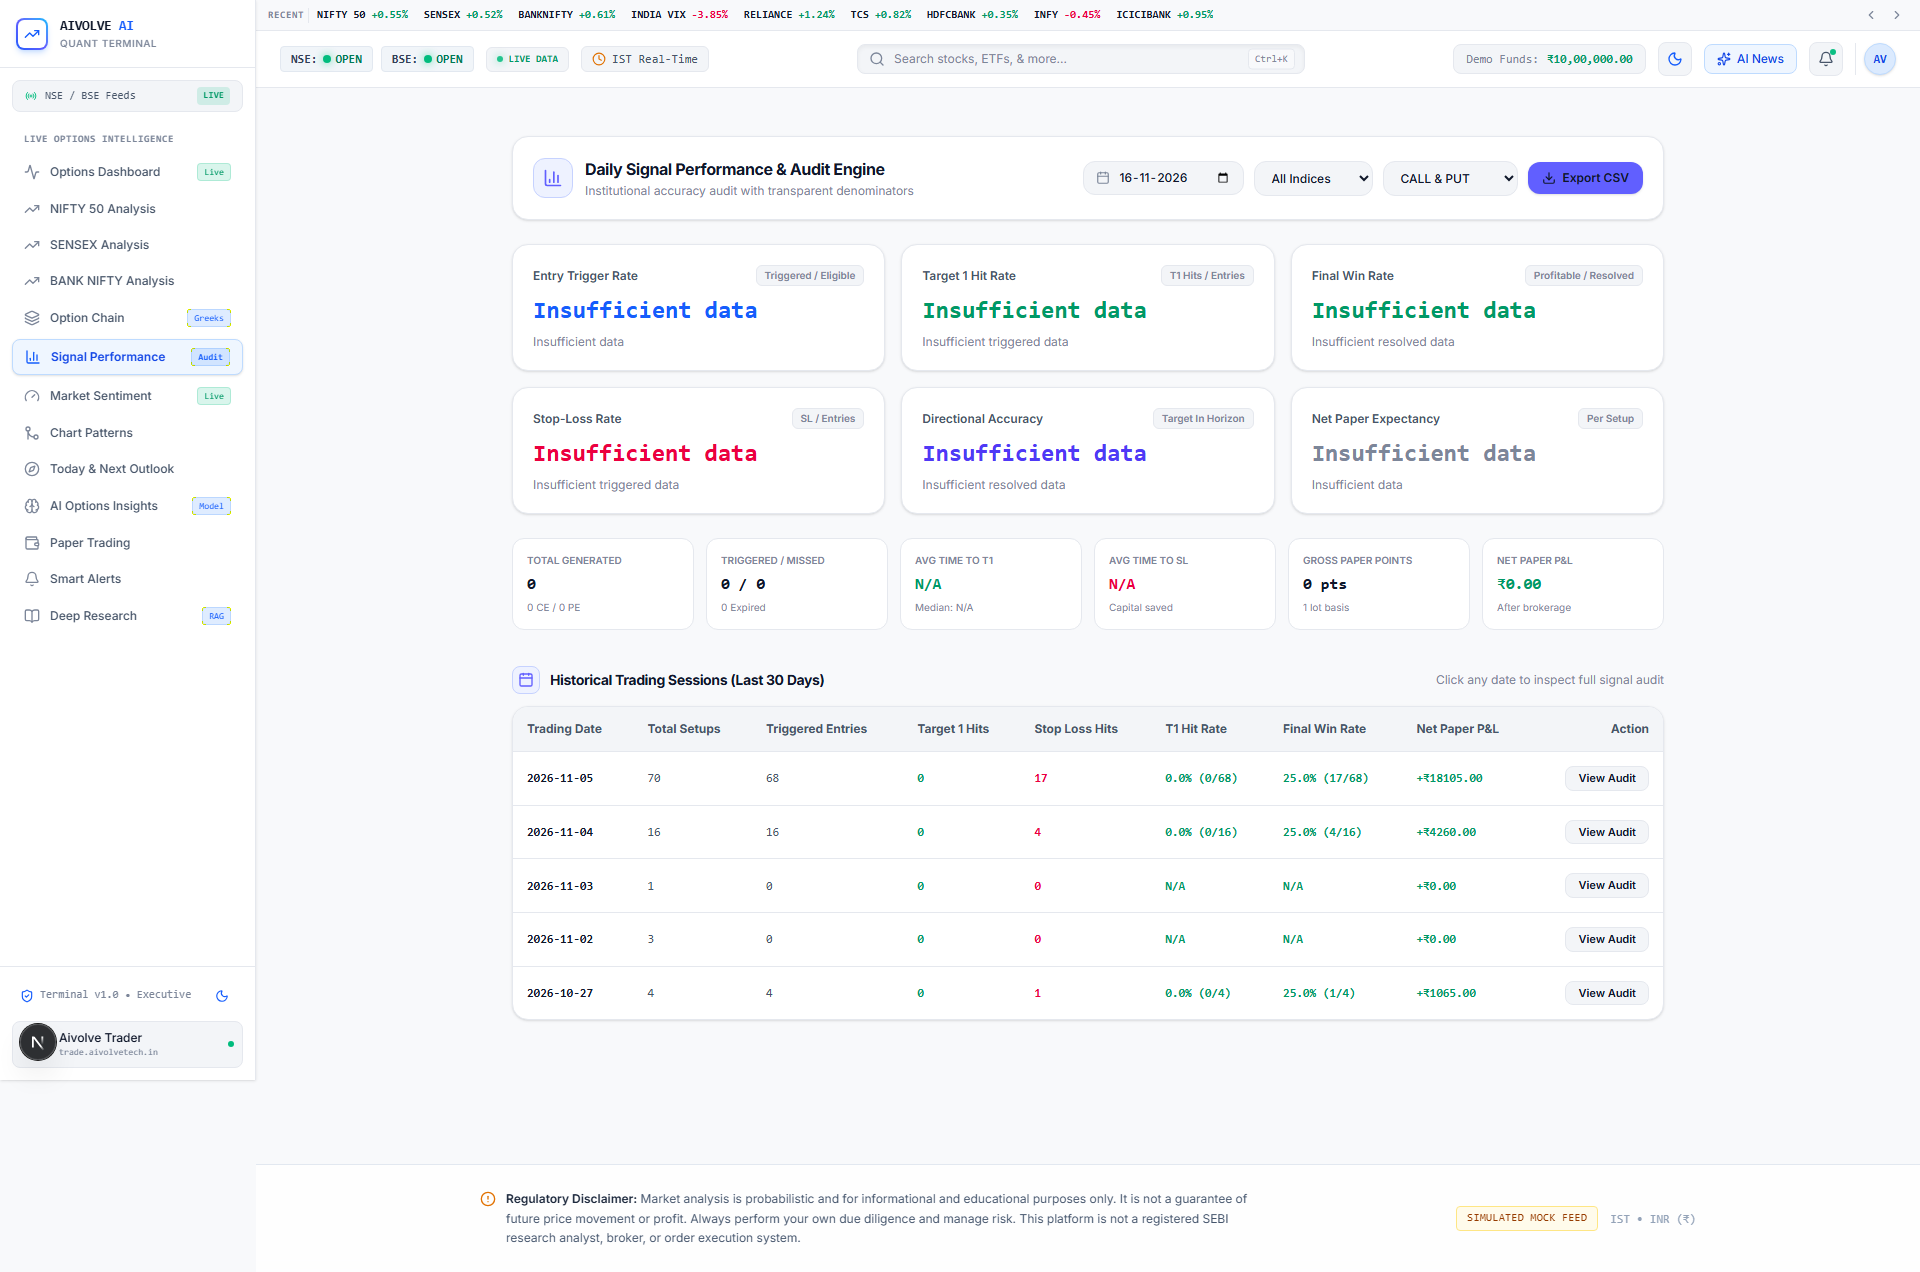 AIVOLVE AI
QUANT TERMINAL
NSE / BSE Feeds LIVE
LIVE OPTIONS INTELLIGENCE
Options Dashboard Live
NIFTY 50 Analysis
SENSEX Analysis
BANK NIFTY Analysis
Option Chain Greeks
Signal Performance Audit
Market Sentiment Live
Chart Patterns
Today & Next Outlook
AI Options Insights Model
Paper Trading
Smart Alerts
Deep Research RAG
Terminal v1.0 • Executive
N Aivolve Trader
trade.aivolvetech.in
RECENT NIFTY 50 +0.55% SENSEX +0.52% BANKNIFTY +0.61% INDIA VIX -3.85% RELIANCE +1.24% TCS +0.82% HDFCBANK +0.35% INFY -0.45% ICICIBANK +0.95%
NSE: OPEN BSE: OPEN LIVE DATA IST Real-Time Search stocks, ETFs, & more... Ctrl+K Demo Funds: ₹10,00,000.00 AI News AV
Daily Signal Performance & Audit Engine
Institutional accuracy audit with transparent denominators
16-11-2026 All Indices CALL & PUT Export CSV
Entry Trigger Rate Triggered / Eligible
Insufficient data
Insufficient data
Target 1 Hit Rate T1 Hits / Entries
Insufficient data
Insufficient triggered data
Final Win Rate Profitable / Resolved
Insufficient data
Insufficient resolved data
Stop-Loss Rate SL / Entries
Insufficient data
Insufficient triggered data
Directional Accuracy Target In Horizon
Insufficient data
Insufficient resolved data
Net Paper Expectancy Per Setup
Insufficient data
Insufficient data
TOTAL GENERATED
0
0 CE / 0 PE
TRIGGERED / MISSED
0 / 0
0 Expired
AVG TIME TO T1
N/A
Median: N/A
AVG TIME TO SL
N/A
Capital saved
GROSS PAPER POINTS
0 pts
1 lot basis
NET PAPER P&L
₹0.00
After brokerage
Historical Trading Sessions (Last 30 Days) Click any date to inspect full signal audit
Trading Date Total Setups Triggered Entries Target 1 Hits Stop Loss Hits T1 Hit Rate Final Win Rate Net Paper P&L Action
2026-11-05 70 68 0 17 0.0% (0/68) 25.0% (17/68) +₹18105.00 View Audit
2026-11-04 16 16 0 4 0.0% (0/16) 25.0% (4/16) +₹4260.00 View Audit
2026-11-03 1 0 0 0 N/A N/A +₹0.00 View Audit
2026-11-02 3 0 0 0 N/A N/A +₹0.00 View Audit
2026-10-27 4 4 0 1 0.0% (0/4) 25.0% (1/4) +₹1065.00 View Audit
Regulatory Disclaimer: Market analysis is probabilistic and for informational and educational purposes only. It is not a guarantee of
future price movement or profit. Always perform your own due diligence and manage risk. This platform is not a registered SEBI
research analyst, broker, or order execution system.
SIMULATED MOCK FEED IST • INR (₹)